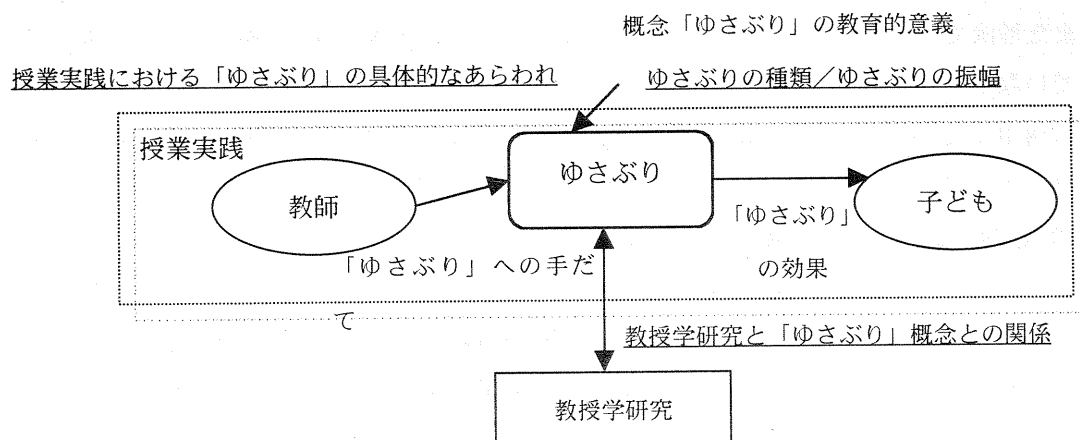 概念「ゆさぶり」の教育的意義
授業実践における「ゆさぶり」の具体的なあらわれ
ゆさぶりの種類/ゆさぶりの振幅
授業実践
教師
ゆさぶり
子ども
「ゆさぶり」への手だ
て
「ゆさぶり」
の効果
教授学研究と「ゆさぶり」概念との関係
教授学研究